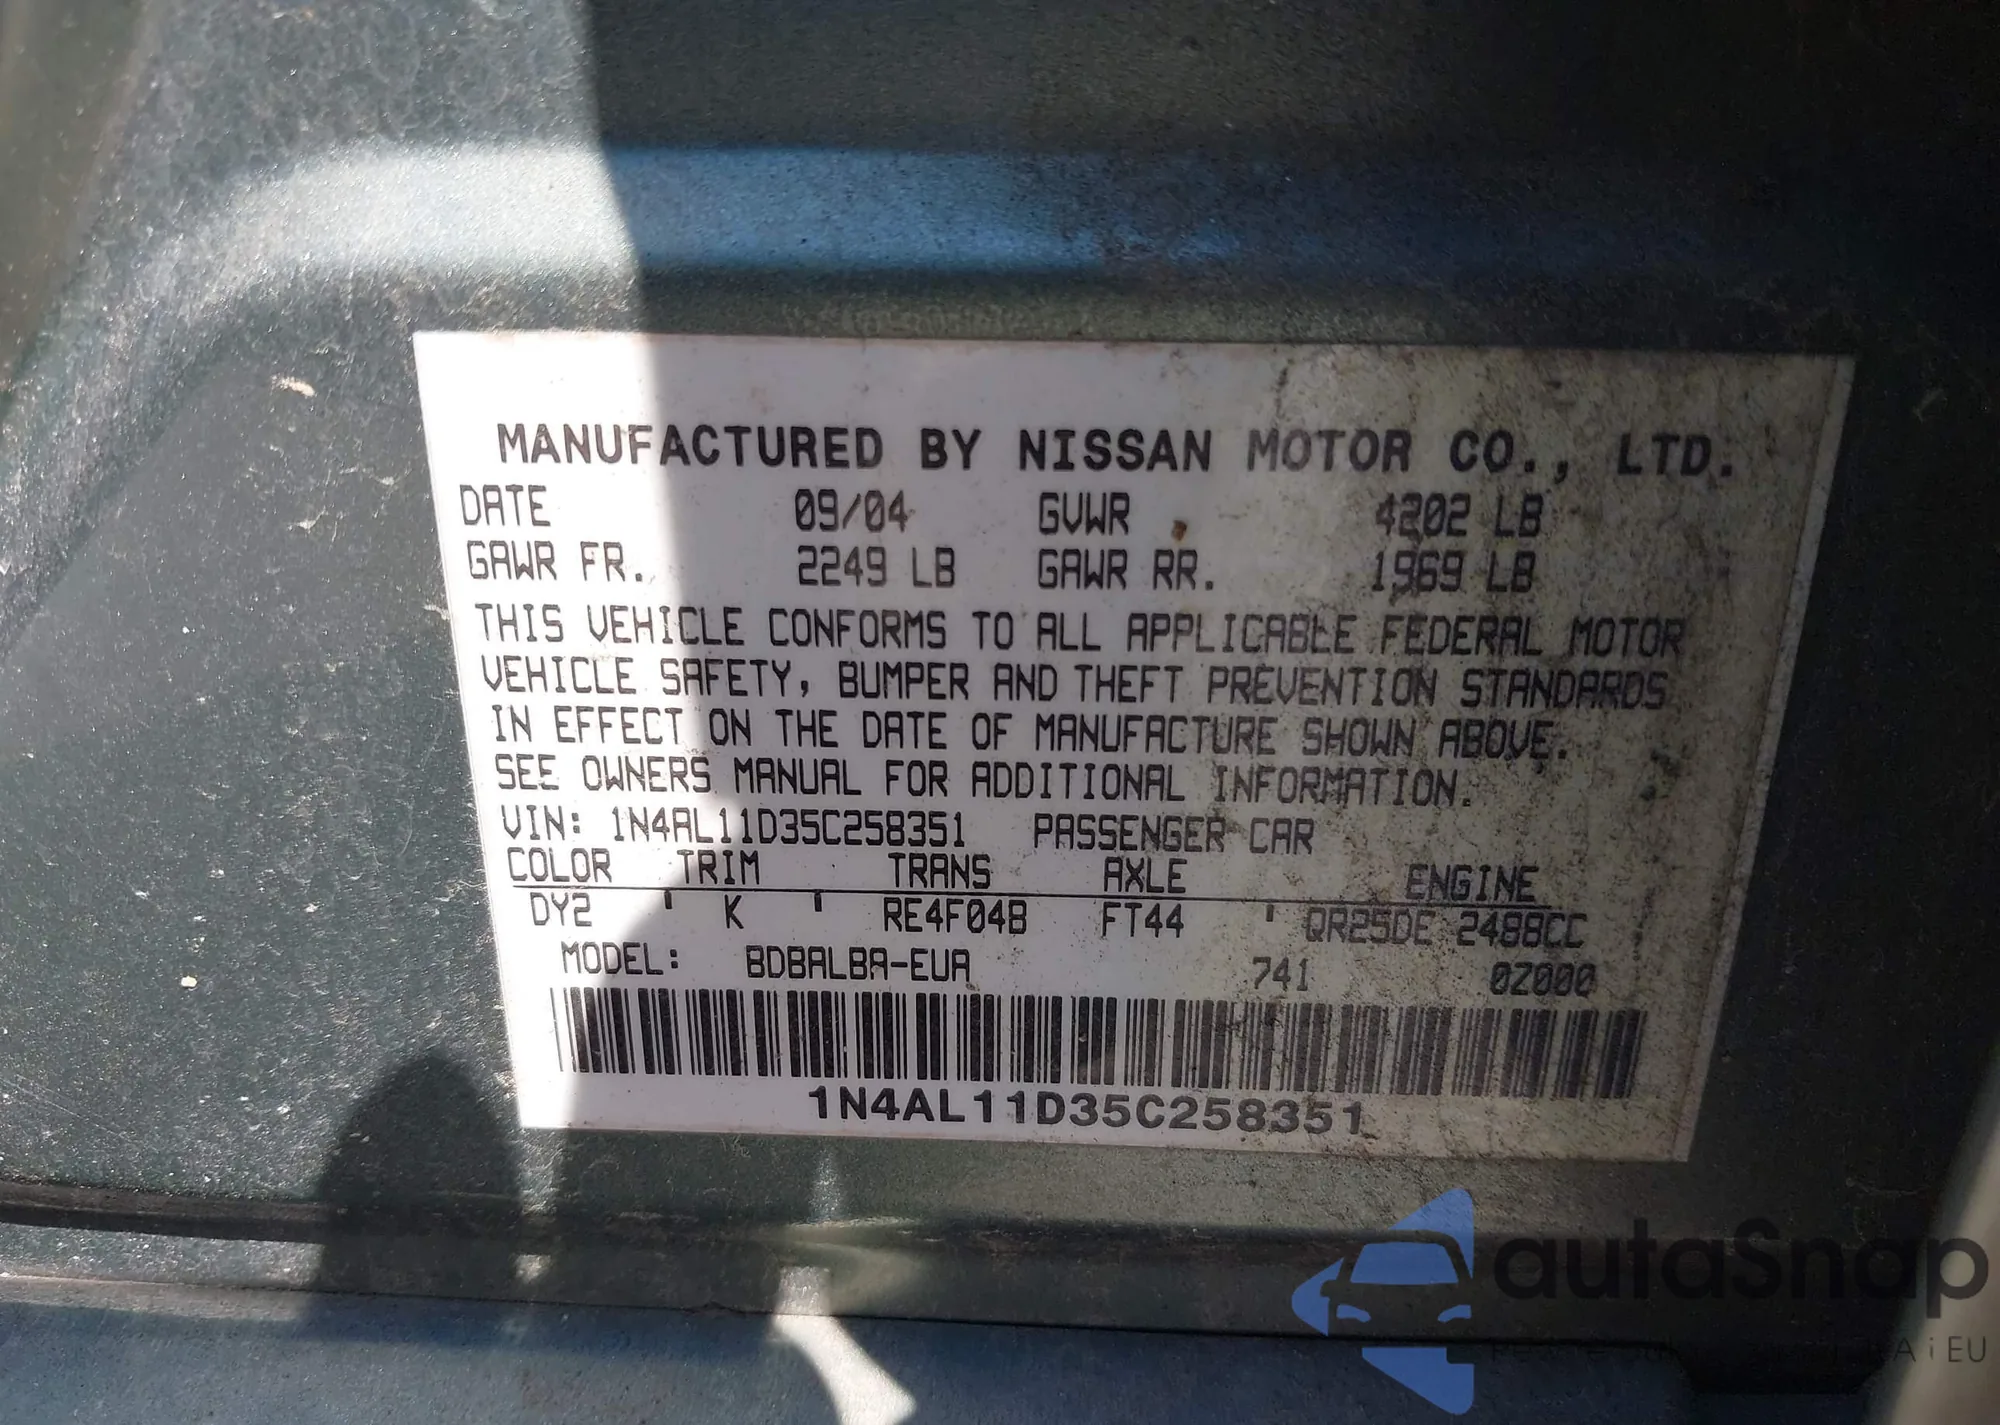 MANUFACTURED BY NISSAN MOTOR CO., LTD.
DATE 09/04 GVWR 4202 LB
GAWR FR. 2249 LB GAWR RR. 1969 LB
THIS VEHICLE CONFORMS TO ALL APPLICABLE FEDERAL MOTOR
VEHICLE SAFETY, BUMPER AND THEFT PREVENTION STANDARDS
IN EFFECT ON THE DATE OF MANUFACTURE SHOWN ABOVE.
SEE OWNERS MANUAL FOR ADDITIONAL INFORMATION.
VIN: 1N4AL11D35C258351 PASSENGER CAR
COLOR TRIM TRANS AXLE ENGINE
DY2 ' K ' RE4F04B FT44 ' QR25DE 2488CC
MODEL: BDBALBA-EUA 741 0Z000
1N4AL11D35C258351
autaSnap
A i EU